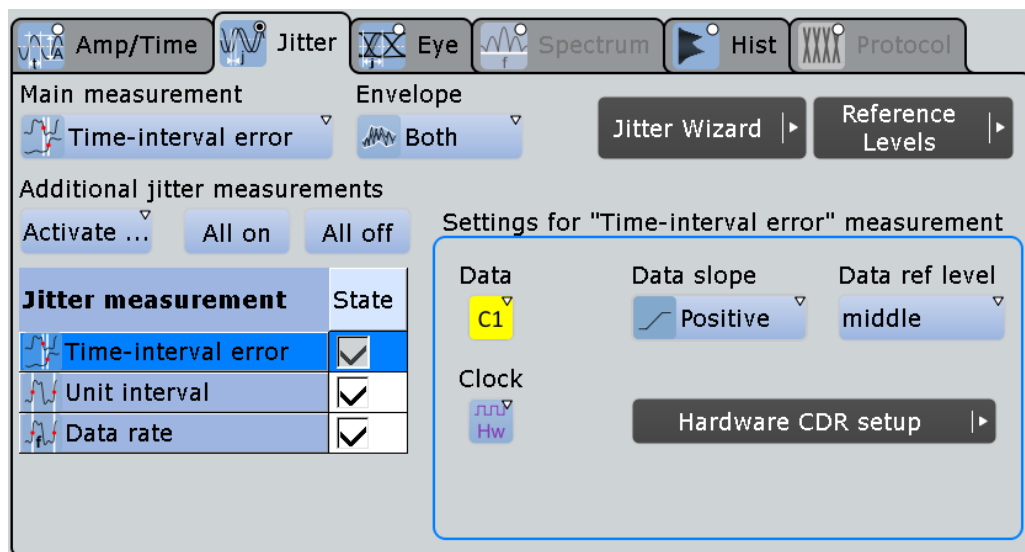 Amp/Time Jitter Eye Spectrum Hist Protocol
Main measurement Envelope
Time-interval error Both Jitter Wizard Reference Levels
Additional jitter measurements
Activate ... All on All off
Settings for "Time-interval error" measurement
Jitter measurement State
Time-interval error
Unit interval
Data rate
Data Data slope Data ref level
C1 Positive middle
Clock
Hw Hardware CDR setup